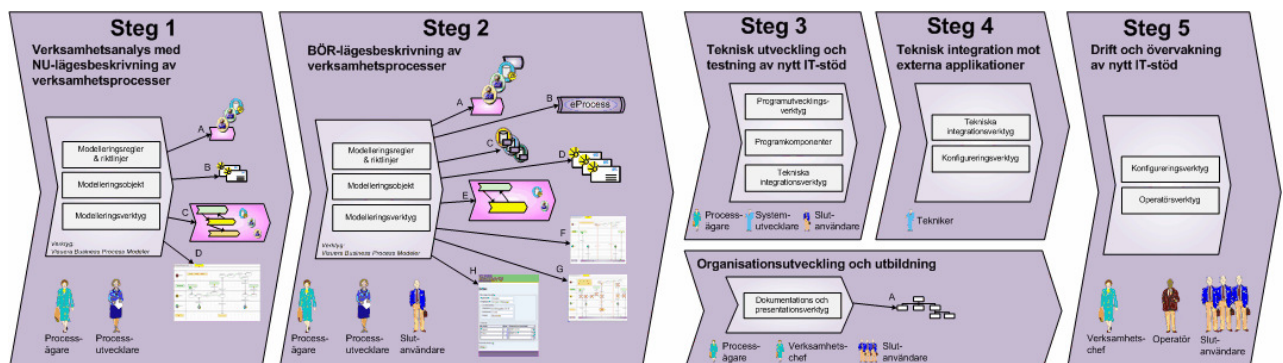 Steg 1
Verksamhetsanalys med
NU-lägesbeskrivning av
verksamhetsprocesser
Modelleringsregler
& riktlinjer
Modelleringsobjekt
Modelleringsverktyg
A
B
C
D
Verktyg:
Visuera Business Process Modeler
Process-
ägare
Process-
utvecklare
Steg 2
BÖR-lägesbeskrivning av
verksamhetsprocesser
Modelleringsregler
& riktlinjer
Modelleringsobjekt
Modelleringsverktyg
A
B
eProcess
C
D
E
F
G
H
Verktyg:
Visuera Business Process Modeler
Process-
ägare
Process-
utvecklare
Slut-
användare
Steg 3
Teknisk utveckling och
testning av nytt IT-stöd
Programutvecklings-
verktyg
Programkomponenter
Tekniska
integrationsverktyg
Process-
ägare
System-
utvecklare
Slut-
användare
Steg 4
Teknisk integration mot
externa applikationer
Tekniska
integrationsverktyg
Konfigureringsverktyg
Tekniker
Organisationsutveckling och utbildning
Dokumentations och
presentationsverktyg
A
Process-
ägare
Verksamhets-
chef
Slut-
användare
Steg 5
Drift och övervakning
av nytt IT-stöd
Konfigureringsverktyg
Operatörsverktyg
Verksamhets-
chef
Operatör
Slut-
användare